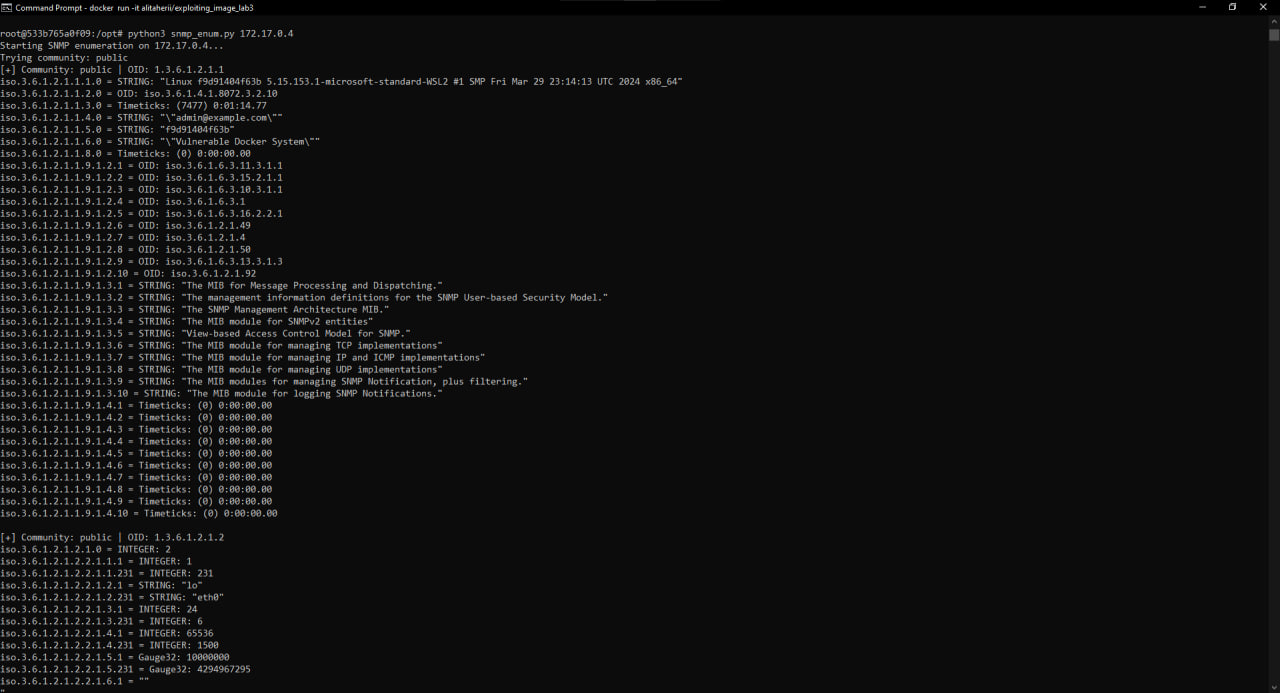 Command Prompt - docker run -it alitaherii/exploiting_image_lab3
root@533b765a0f09:/opt# python3 snmp_enum.py 172.17.0.4
Starting SNMP enumeration on 172.17.0.4...
Trying community: public
[+] Community: public | OID: 1.3.6.1.2.1.1
iso.3.6.1.2.1.1.1.0 = STRING: "Linux f9d91404f63b 5.15.153.1-microsoft-standard-WSL2 #1 SMP Fri Mar 29 23:14:13 UTC 2024 x86_64"
iso.3.6.1.2.1.1.2.0 = OID: iso.3.6.1.4.1.8072.3.2.10
iso.3.6.1.2.1.1.3.0 = Timeticks: (7477) 0:01:14.77
iso.3.6.1.2.1.1.4.0 = STRING: "\"admin@example.com\""
iso.3.6.1.2.1.1.5.0 = STRING: "f9d91404f63b"
iso.3.6.1.2.1.1.6.0 = STRING: "\"Vulnerable Docker System\""
iso.3.6.1.2.1.1.8.0 = Timeticks: (0) 0:00:00.00
iso.3.6.1.2.1.1.9.1.2.1 = OID: iso.3.6.1.6.3.11.3.1.1
iso.3.6.1.2.1.1.9.1.2.2 = OID: iso.3.6.1.6.3.15.2.1.1
iso.3.6.1.2.1.1.9.1.2.3 = OID: iso.3.6.1.6.3.10.3.1.1
iso.3.6.1.2.1.1.9.1.2.4 = OID: iso.3.6.1.6.3.1
iso.3.6.1.2.1.1.9.1.2.5 = OID: iso.3.6.1.6.3.16.2.2.1
iso.3.6.1.2.1.1.9.1.2.6 = OID: iso.3.6.1.2.1.49
iso.3.6.1.2.1.1.9.1.2.7 = OID: iso.3.6.1.2.1.4
iso.3.6.1.2.1.1.9.1.2.8 = OID: iso.3.6.1.2.1.50
iso.3.6.1.2.1.1.9.1.2.9 = OID: iso.3.6.1.6.3.13.3.1.3
iso.3.6.1.2.1.1.9.1.2.10 = OID: iso.3.6.1.2.1.92
iso.3.6.1.2.1.1.9.1.3.1 = STRING: "The MIB for Message Processing and Dispatching."
iso.3.6.1.2.1.1.9.1.3.2 = STRING: "The management information definitions for the SNMP User-based Security Model."
iso.3.6.1.2.1.1.9.1.3.3 = STRING: "The SNMP Management Architecture MIB."
iso.3.6.1.2.1.1.9.1.3.4 = STRING: "The MIB module for SNMPv2 entities"
iso.3.6.1.2.1.1.9.1.3.5 = STRING: "View-based Access Control Model for SNMP."
iso.3.6.1.2.1.1.9.1.3.6 = STRING: "The MIB module for managing TCP implementations"
iso.3.6.1.2.1.1.9.1.3.7 = STRING: "The MIB module for managing IP and ICMP implementations"
iso.3.6.1.2.1.1.9.1.3.8 = STRING: "The MIB module for managing UDP implementations"
iso.3.6.1.2.1.1.9.1.3.9 = STRING: "The MIB modules for managing SNMP Notification, plus filtering."
iso.3.6.1.2.1.1.9.1.3.10 = STRING: "The MIB module for logging SNMP Notifications."
iso.3.6.1.2.1.1.9.1.4.1 = Timeticks: (0) 0:00:00.00
iso.3.6.1.2.1.1.9.1.4.2 = Timeticks: (0) 0:00:00.00
iso.3.6.1.2.1.1.9.1.4.3 = Timeticks: (0) 0:00:00.00
iso.3.6.1.2.1.1.9.1.4.4 = Timeticks: (0) 0:00:00.00
iso.3.6.1.2.1.1.9.1.4.5 = Timeticks: (0) 0:00:00.00
iso.3.6.1.2.1.1.9.1.4.6 = Timeticks: (0) 0:00:00.00
iso.3.6.1.2.1.1.9.1.4.7 = Timeticks: (0) 0:00:00.00
iso.3.6.1.2.1.1.9.1.4.8 = Timeticks: (0) 0:00:00.00
iso.3.6.1.2.1.1.9.1.4.9 = Timeticks: (0) 0:00:00.00
iso.3.6.1.2.1.1.9.1.4.10 = Timeticks: (0) 0:00:00.00
[+] Community: public | OID: 1.3.6.1.2.1.2
iso.3.6.1.2.1.2.1.0 = INTEGER: 2
iso.3.6.1.2.1.2.2.1.1.1 = INTEGER: 1
iso.3.6.1.2.1.2.2.1.1.231 = INTEGER: 231
iso.3.6.1.2.1.2.2.1.2.1 = STRING: "lo"
iso.3.6.1.2.1.2.2.1.2.231 = STRING: "eth0"
iso.3.6.1.2.1.2.2.1.3.1 = INTEGER: 24
iso.3.6.1.2.1.2.2.1.3.231 = INTEGER: 6
iso.3.6.1.2.1.2.2.1.4.1 = INTEGER: 65536
iso.3.6.1.2.1.2.2.1.4.231 = INTEGER: 1500
iso.3.6.1.2.1.2.2.1.5.1 = Gauge32: 10000000
iso.3.6.1.2.1.2.2.1.5.231 = Gauge32: 4294967295
iso.3.6.1.2.1.2.2.1.6.1 = ""
"